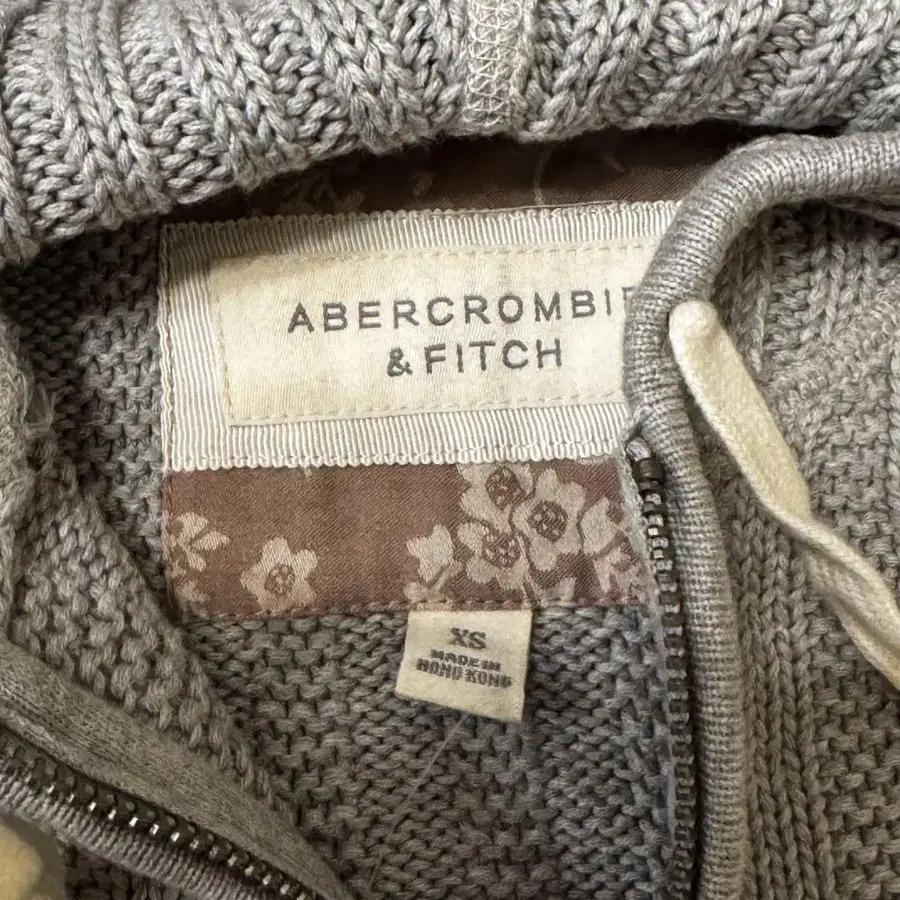 ABERCROMBIE
& FITCH
XS
MADE IN
HONG KONG